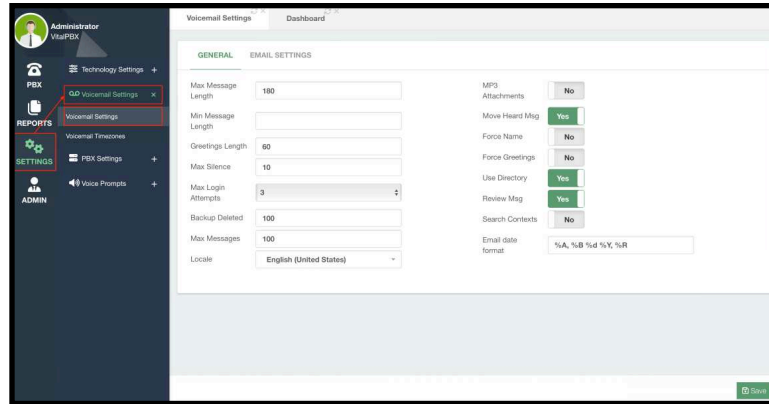 Administrator
VitalPBX
PBX
REPORTS
SETTINGS
ADMIN
Technology Settings +
Voicemail Settings ×
Voicemail Settings
Voicemail Timezones
PBX Settings +
Voice Prompts +
Voicemail Settings
Dashboard
GENERAL
EMAIL SETTINGS
Max Message
Length
180
Min Message
Length
Greetings Length
60
Max Silence
10
Max Login
Attempts
3
Backup Deleted
100
Max Messages
100
Locale
English (United States)
MP3
Attachments
No
Move Heard Msg
Yes
Force Name
No
Force Greetings
No
Use Directory
Yes
Review Msg
Yes
Search Contexts
No
Email date
format
%A, %B %d %Y, %R
Save